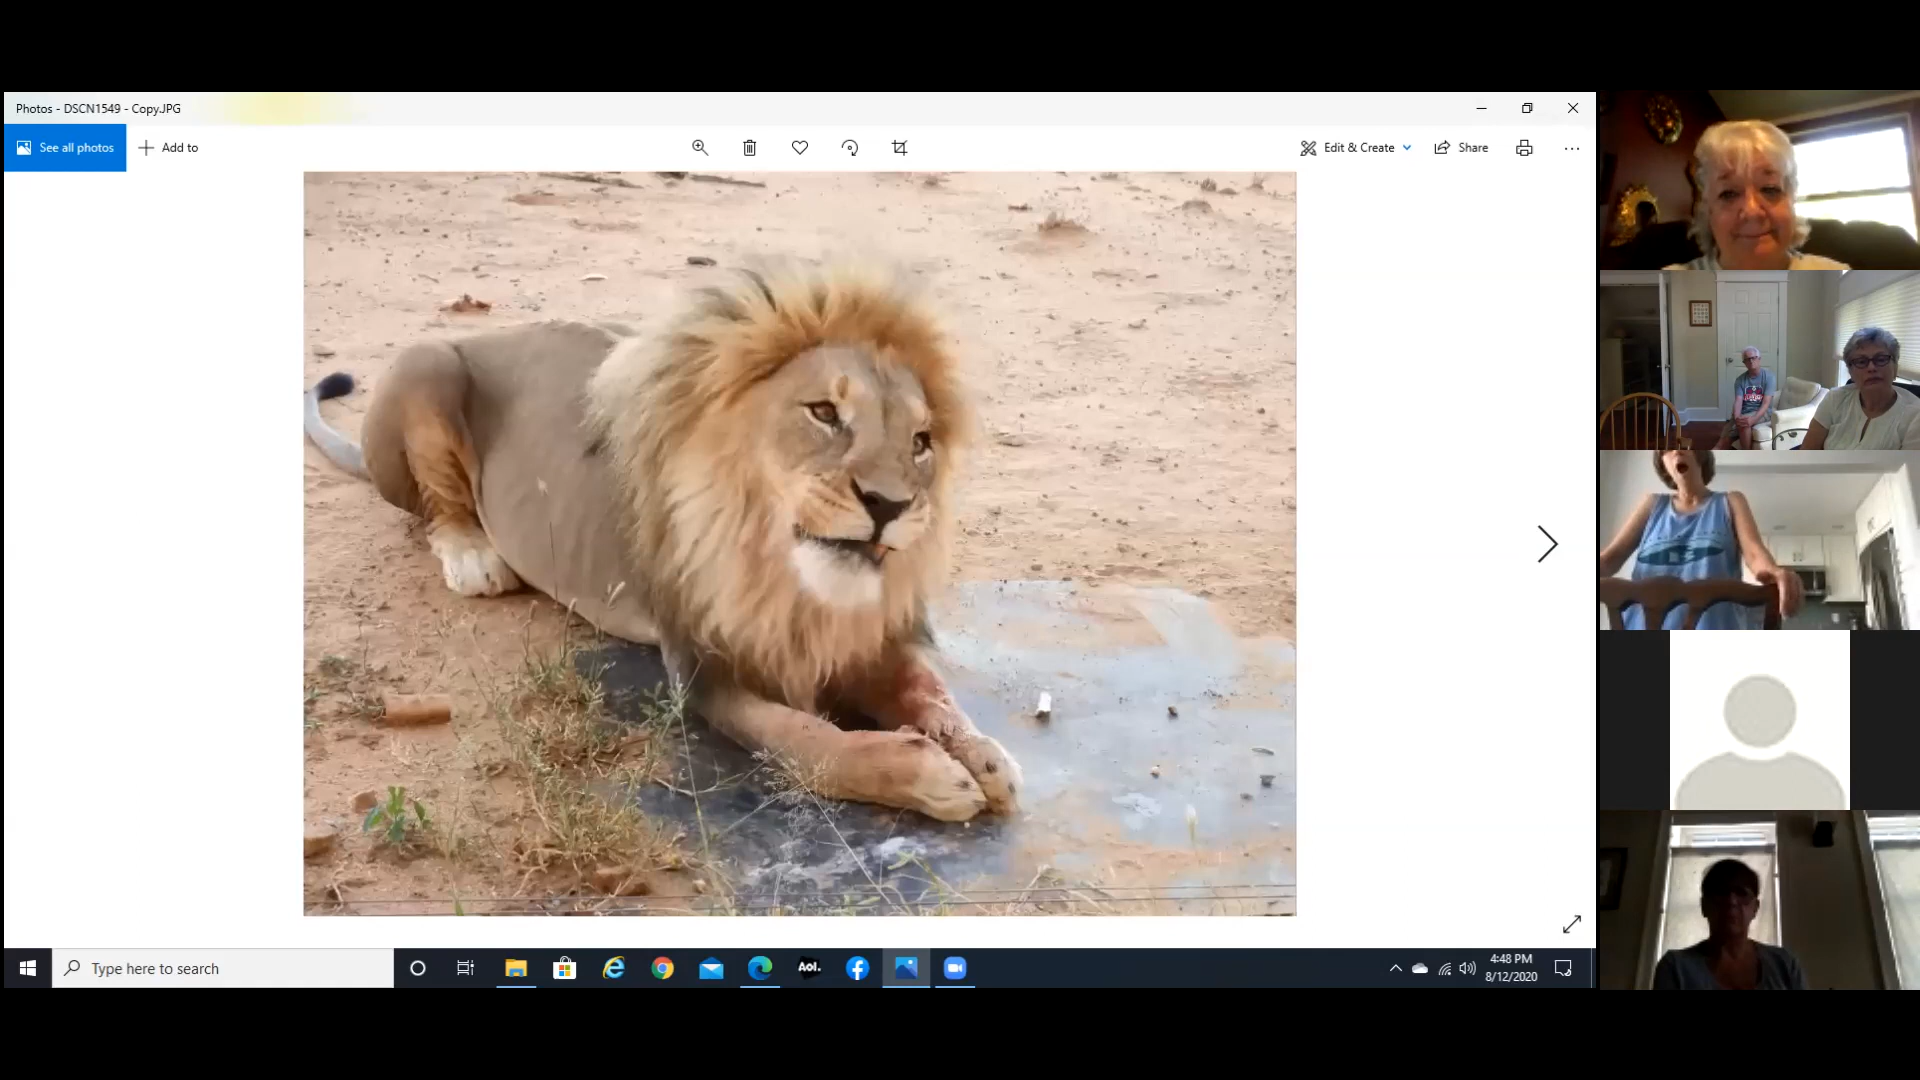 Photos - DSCN1549 - Copy.JPG
See all photos
Add to
Edit & Create
Share
Type here to search
Aol.
4:48 PM
8/12/2020